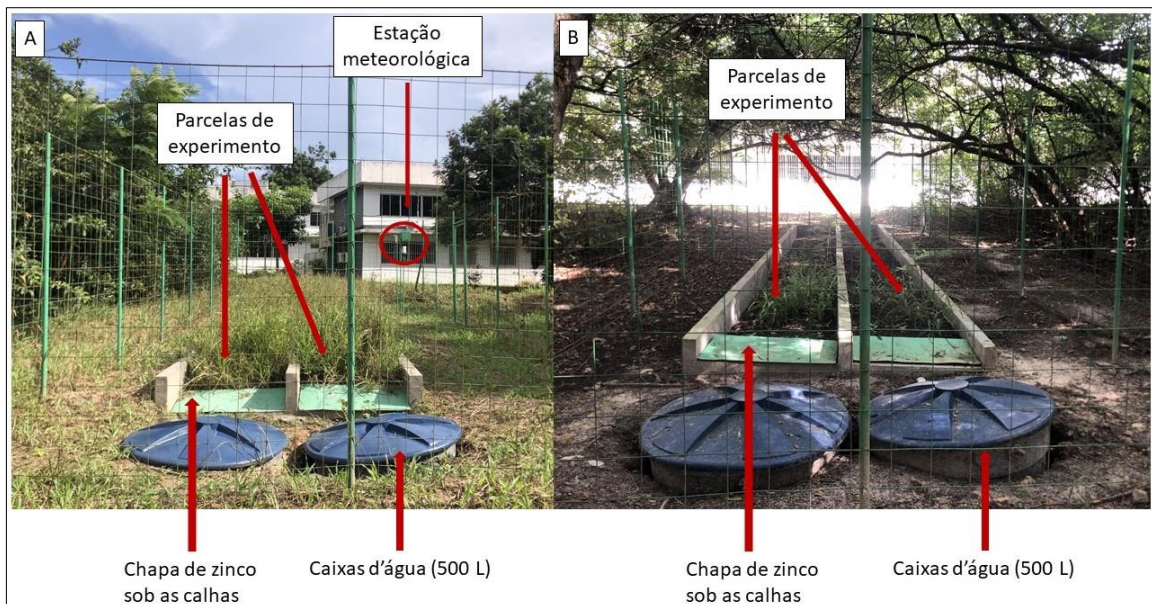 A
Estação
meteorológica
Parcelas de
experimento
B
Parcelas de
experimento
Chapa de zinco
sob as calhas
Caixas d'água (500 L)
Chapa de zinco
sob as calhas
Caixas d'água (500 L)